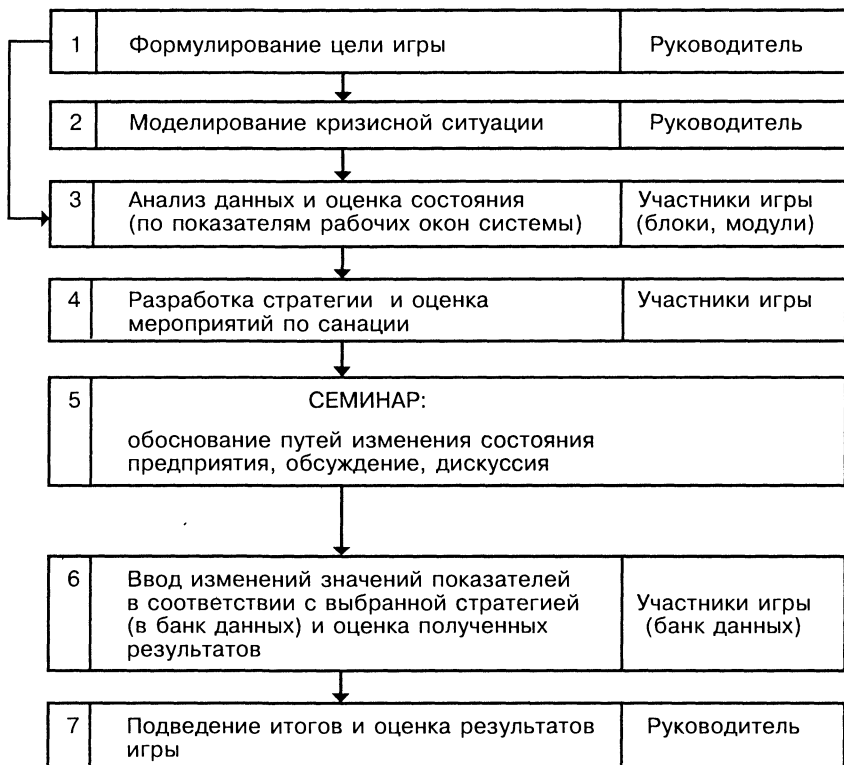 1 Формулирование цели игры Руководитель
2 Моделирование кризисной ситуации Руководитель
3 Анализ данных и оценка состояния Участники игры
(по показателям рабочих окон системы) (блоки, модули)
4 Разработка стратегии и оценка Участники игры
мероприятий по санации
5 СЕМИНАР:
обоснование путей изменения состояния
предприятия, обсуждение, дискуссия
6 Ввод изменений значений показателей
в соответствии с выбранной стратегией Участники игры
(в банк данных) и оценка полученных (банк данных)
результатов
7 Подведение итогов и оценка результатов Руководитель
игры